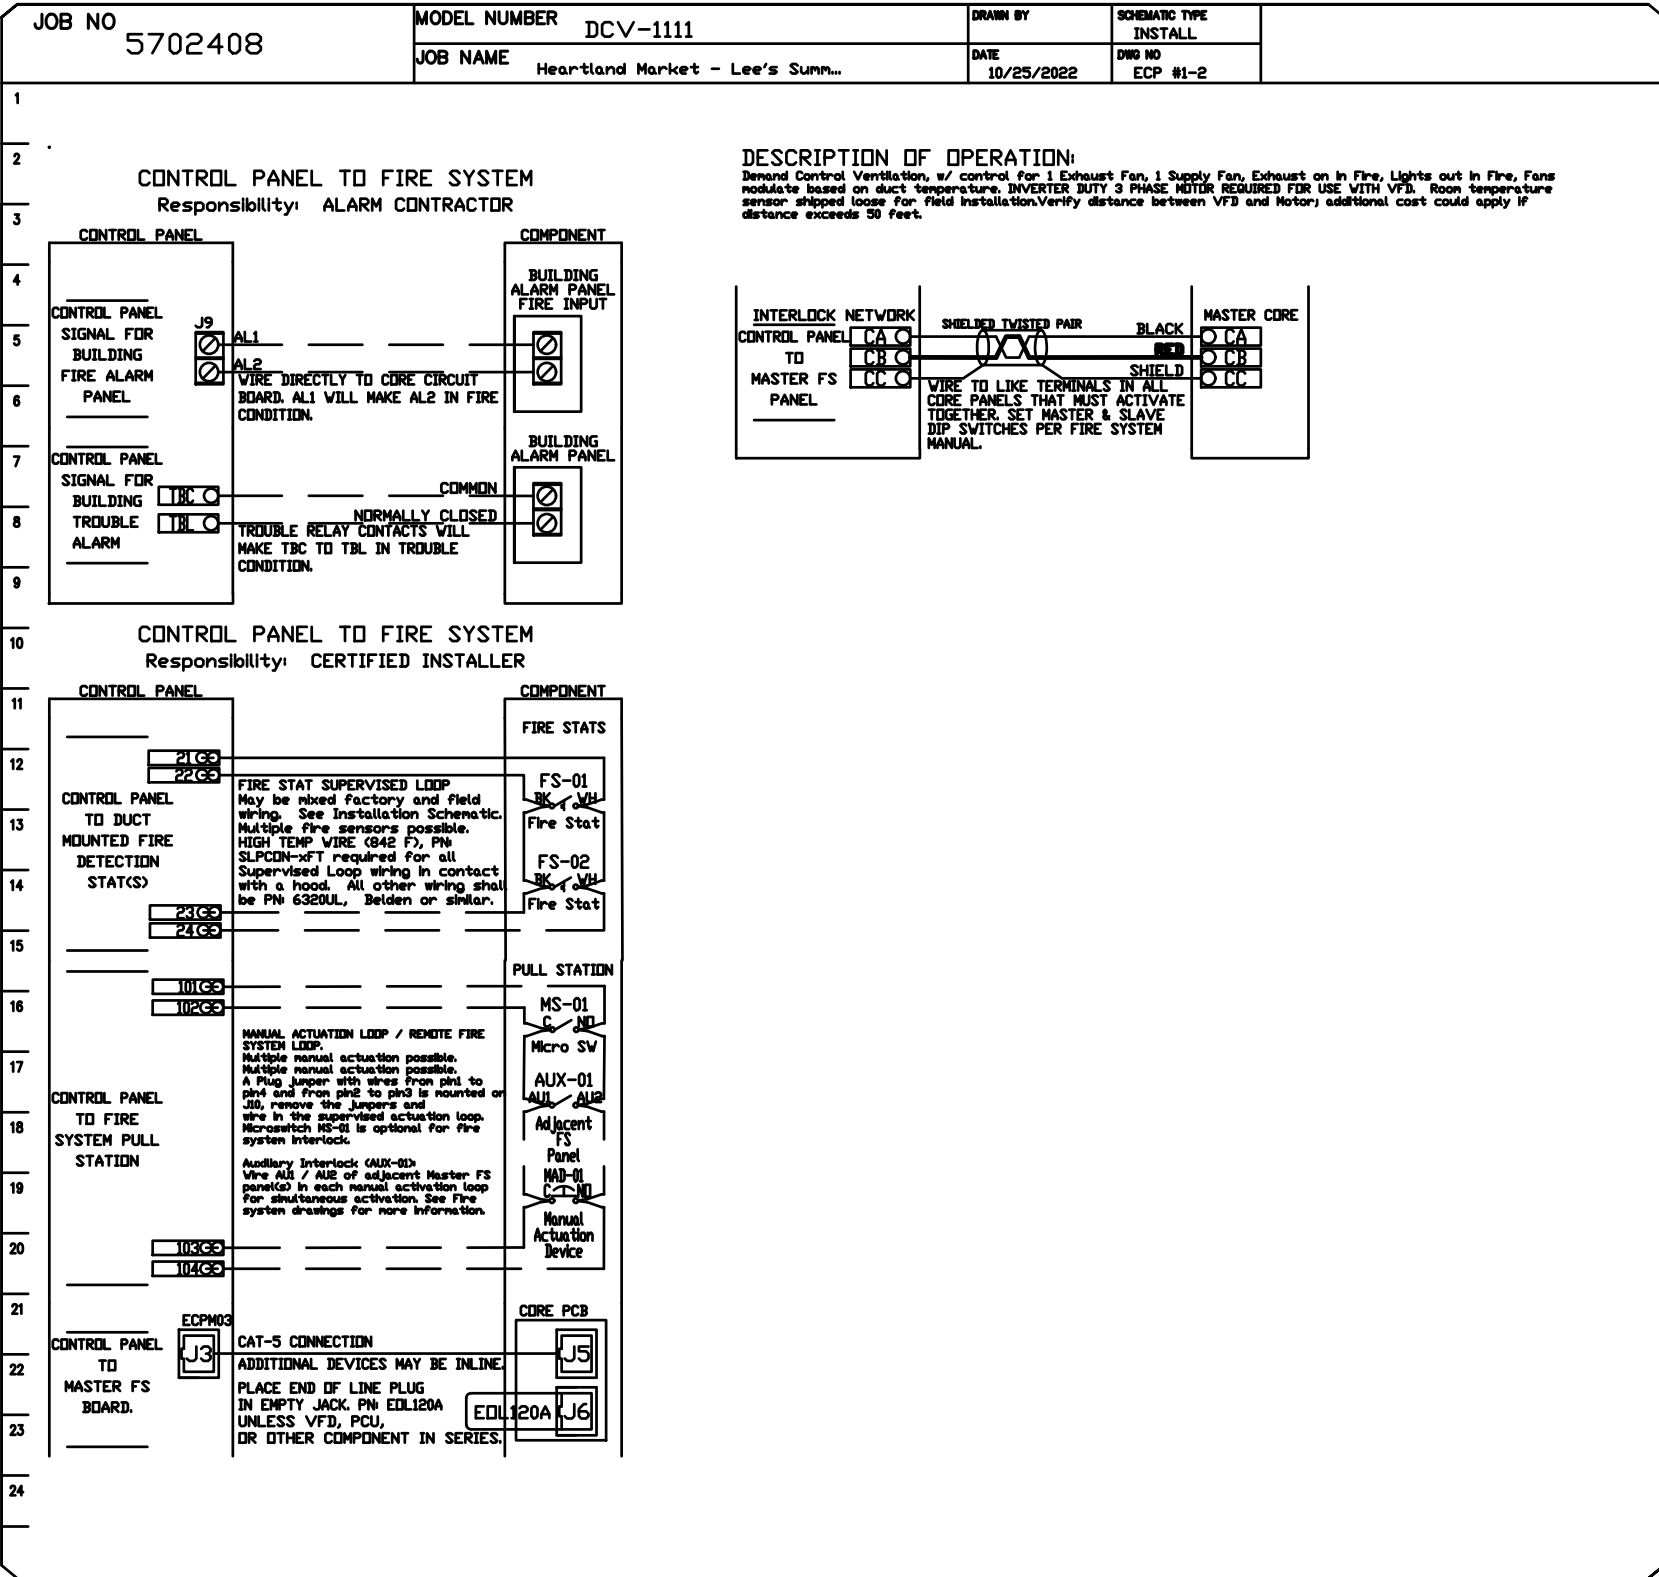 JOB NO
5702408
MODEL NUMBER
DCV-1111
JOB NAME
Heartland Market - Lee's Summ...
DRAWN BY
DATE
10/25/2022
SCHEMATIC TYPE
INSTALL
DWG NO
ECP #1-2
1
2
3
4
5
6
7
8
9
10
11
12
13
14
15
16
17
18
19
20
21
22
23
24
CONTROL PANEL TO FIRE SYSTEM
Responsibility: ALARM CONTRACTOR
CONTROL PANEL
COMPONENT
CONTROL PANEL
SIGNAL FOR
BUILDING
FIRE ALARM
PANEL
J9
AL1
AL2
WIRE DIRECTLY TO CORE CIRCUIT
BOARD. AL1 WILL MAKE AL2 IN FIRE
CONDITION.
BUILDING
ALARM PANEL
FIRE INPUT
CONTROL PANEL
SIGNAL FOR
BUILDING
TROUBLE
ALARM
TBC
TBL
COMMON
NORMALLY CLOSED
TROUBLE RELAY CONTACTS WILL
MAKE TBC TO TBL IN TROUBLE
CONDITION.
BUILDING
ALARM PANEL
CONTROL PANEL TO FIRE SYSTEM
Responsibility: CERTIFIED INSTALLER
CONTROL PANEL
COMPONENT
CONTROL PANEL
TO DUCT
MOUNTED FIRE
DETECTION
STAT(S)
21
22
23
24
FIRE STAT SUPERVISED LOOP
May be mixed factory and field
wiring. See Installation Schematic.
Multiple fire sensors possible.
HIGH TEMP WIRE (842 F), PN:
SLPCON-xFT required for all
Supervised Loop wiring in contact
with a hood. All other wiring shall
be PN: 6320UL, Belden or similar.
FIRE STATS
FS-01
BK WH
Fire Stat
FS-02
BK WH
Fire Stat
CONTROL PANEL
TO FIRE
SYSTEM PULL
STATION
101
102
103
104
MANUAL ACTUATION LOOP / REMOTE FIRE
SYSTEM LOOP.
Multiple manual actuation possible.
Multiple manual actuation possible.
A Plug jumper with wires from pin1 to
pin4 and from pin2 to pin3 is mounted on
J10, remove the jumpers and
wire in the supervised actuation loop.
Microswitch MS-01 is optional for fire
system interlock.
Auxiliary Interlock (AUX-01):
Wire AU1 / AU2 of adjacent Master FS
panel(s) in each manual activation loop
for simultaneous activation. See Fire
system drawings for more information.
PULL STATION
MS-01
C NO
Micro SW
AUX-01
AU1 AU2
Adjacent
FS
Panel
MAD-01
C NO
Manual
Actuation
Device
CONTROL PANEL
TO
MASTER FS
BOARD.
ECPM03
J3
CAT-5 CONNECTION
ADDITIONAL DEVICES MAY BE INLINE.
PLACE END OF LINE PLUG
IN EMPTY JACK. PN: EOL120A
UNLESS VFD, PCU,
OR OTHER COMPONENT IN SERIES.
CORE PCB
J5
EOL120A J6
DESCRIPTION OF OPERATION:
Demand Control Ventilation, w/ control for 1 Exhaust Fan, 1 Supply Fan, Exhaust on in Fire, Lights out in Fire, Fans
modulate based on duct temperature. INVERTER DUTY 3 PHASE MOTOR REQUIRED FOR USE WITH VFD. Room temperature
sensor shipped loose for field installation.Verify distance between VFD and Motor; additional cost could apply if
distance exceeds 50 feet.
INTERLOCK NETWORK
CONTROL PANEL
TO
MASTER FS
PANEL
CA
CB
CC
SHIELDED TWISTED PAIR
BLACK
RED
SHIELD
WIRE TO LIKE TERMINALS IN ALL
CORE PANELS THAT MUST ACTIVATE
TOGETHER. SET MASTER & SLAVE
DIP SWITCHES PER FIRE SYSTEM
MANUAL.
MASTER CORE
CA
CB
CC